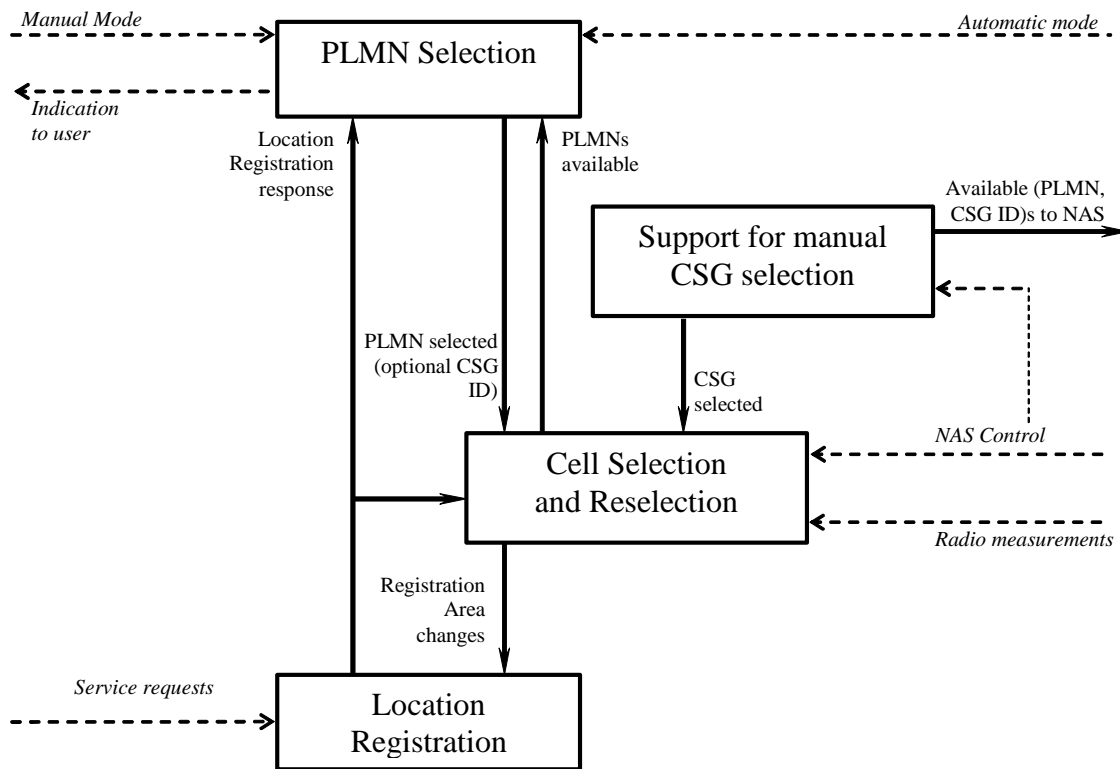 Manual Mode
Automatic mode
PLMN Selection
Indication
to user
Location
Registration
response
PLMNs
available
Available (PLMN,
CSG ID)s to NAS
Support for manual
CSG selection
PLMN selected
(optional CSG
ID)
CSG
selected
NAS Control
Cell Selection
and Reselection
Radio measurements
Registration
Area
changes
Service requests
Location
Registration